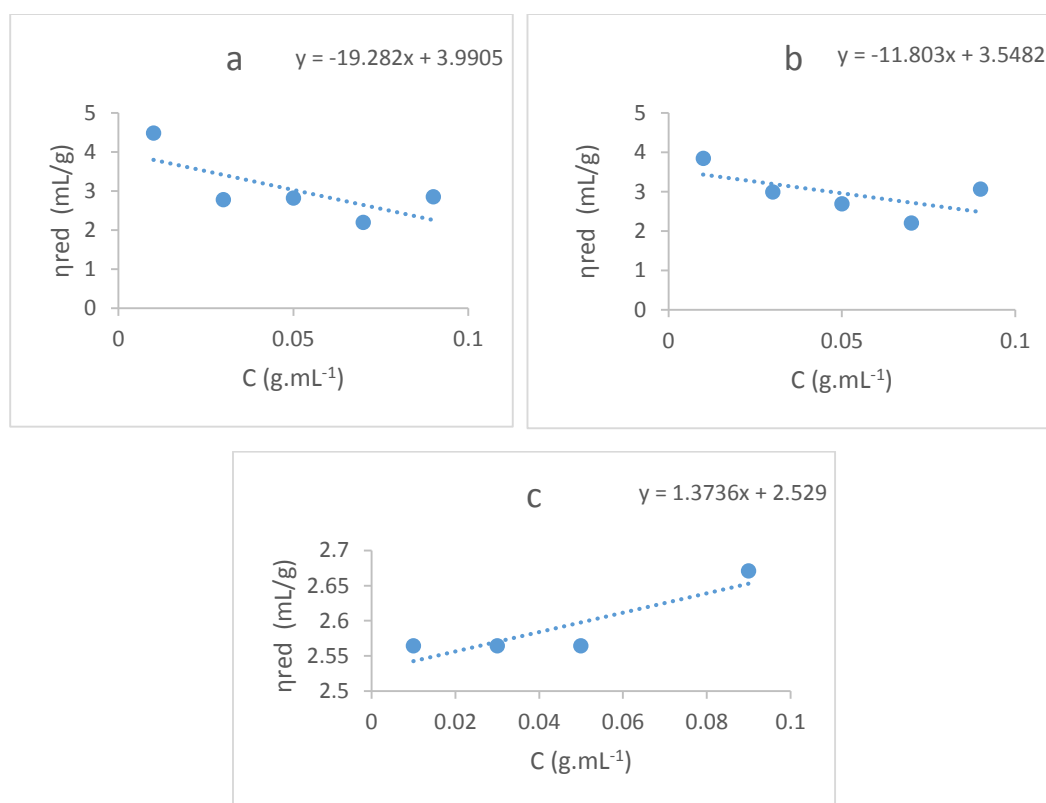 a
y = -19.282x + 3.9905
5
4
3
2
1
0
ηred (mL/g)
0
0.05
0.1
C (g.mL⁻¹)
b
y = -11.803x + 3.5482
5
4
3
2
1
0
ηred (mL/g)
0
0.05
0.1
C (g.mL⁻¹)
c
y = 1.3736x + 2.529
2.7
2.65
2.6
2.55
2.5
ηred (mL/g)
0
0.02
0.04
0.06
0.08
0.1
C (g.mL⁻¹)